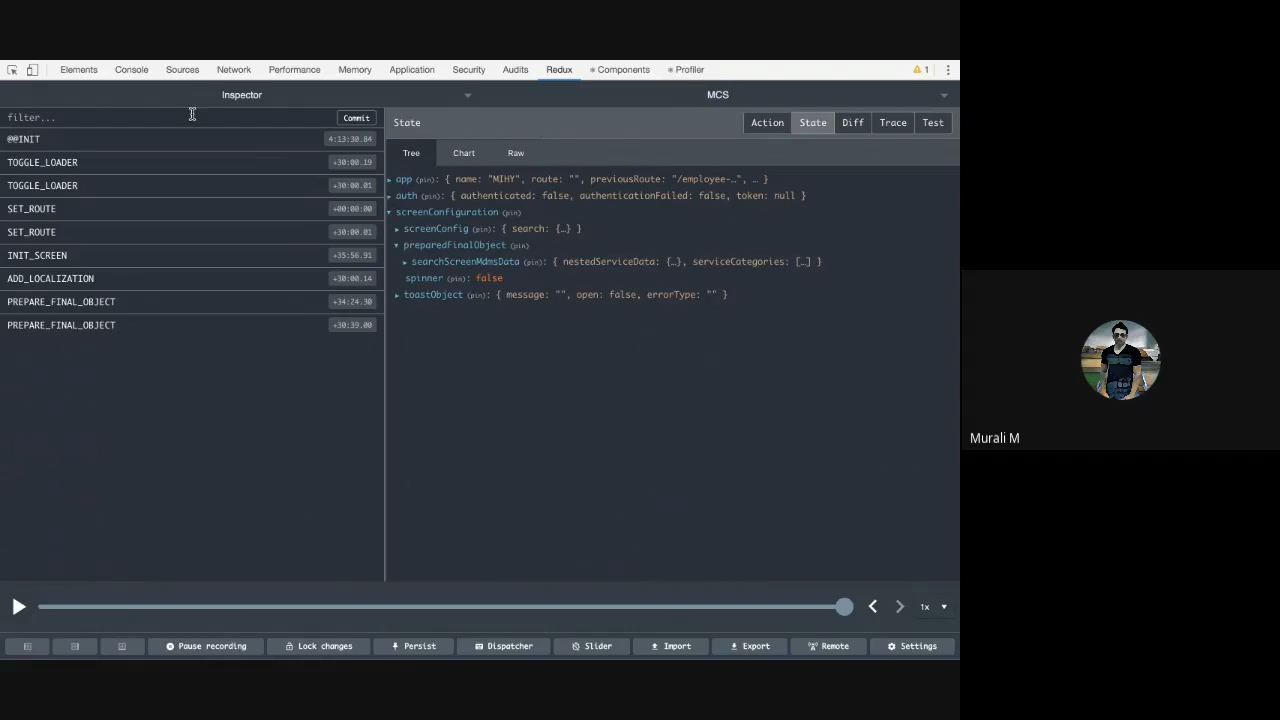 Elements Console Sources Network Performance Memory Application Security Audits Redux Components Profiler 1
Inspector MCS
filter... Commit
@@INIT 4:13:30.84
TOGGLE_LOADER +30:00.19
TOGGLE_LOADER +30:00.01
SET_ROUTE +00:00:00
SET_ROUTE +30:00.01
INIT_SCREEN +35:56.91
ADD_LOCALIZATION +30:00.14
PREPARE_FINAL_OBJECT +34:24.30
PREPARE_FINAL_OBJECT +30:39.00
State Action State Diff Trace Test
Tree Chart Raw
app (pin): { name: "MIHY", route: "", previousRoute: "/employee-…", … }
auth (pin): { authenticated: false, authenticationFailed: false, token: null }
screenConfiguration (pin)
screenConfig (pin): { search: {…} }
preparedFinalObject (pin)
searchScreenMdmsData (pin): { nestedServiceData: {…}, serviceCategories: […] }
spinner (pin): false
toastObject (pin): { message: "", open: false, errorType: "" }
1x
Pause recording Lock changes Persist Dispatcher Slider Import Export Remote Settings
Murali M